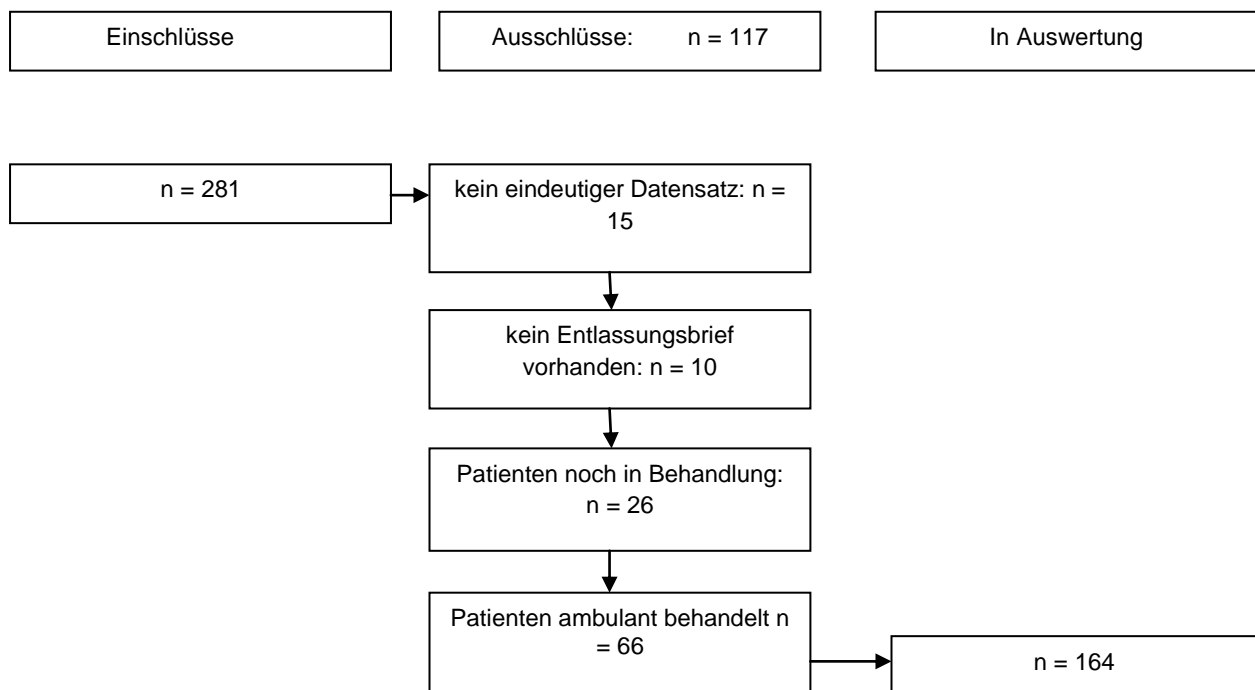 Einschlüsse
Ausschlüsse: n = 117
In Auswertung
n = 281
kein eindeutiger Datensatz: n =
15
kein Entlassungsbrief
vorhanden: n = 10
Patienten noch in Behandlung:
n = 26
Patienten ambulant behandelt n
= 66
n = 164